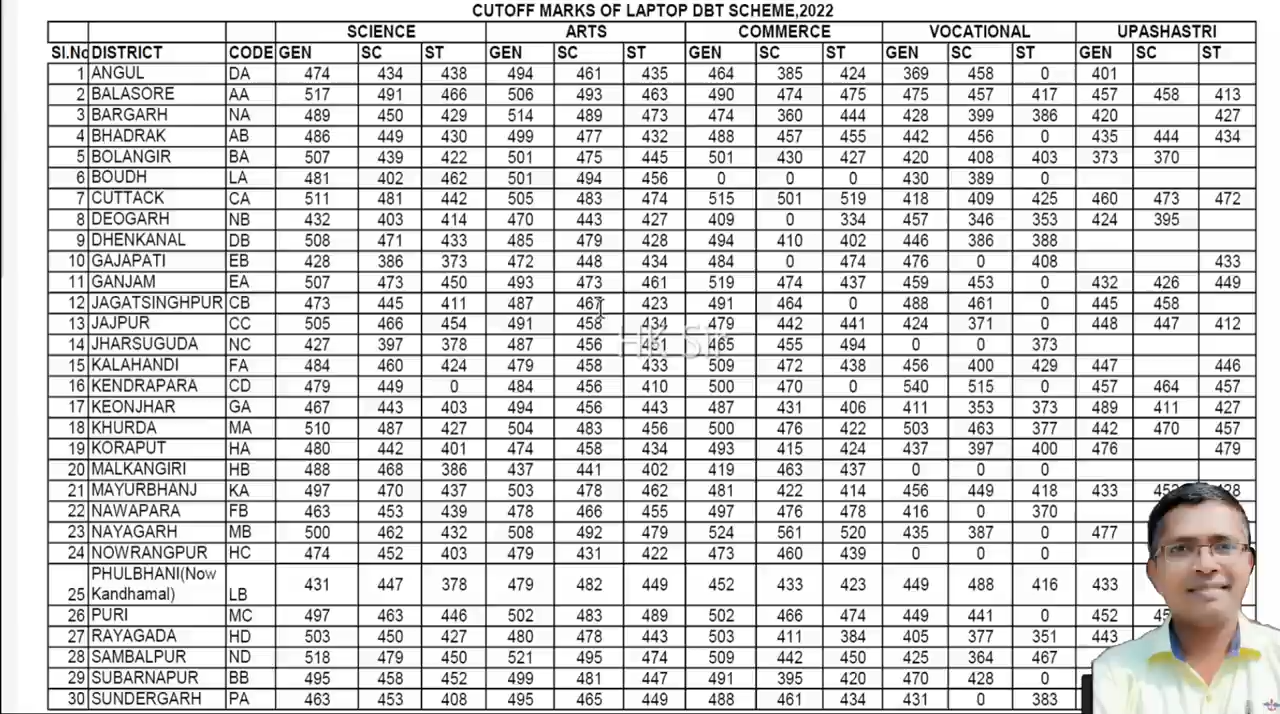 CUTOFF MARKS OF LAPTOP DBT SCHEME,2022
SCIENCE ARTS COMMERCE VOCATIONAL UPASHASTRI
Sl.No DISTRICT CODE GEN SC ST GEN SC ST GEN SC ST GEN SC ST GEN SC ST
1 ANGUL DA 474 434 438 494 461 435 464 385 424 369 458 0 401
2 BALASORE AA 517 491 466 506 493 463 490 474 475 475 457 417 457 458 413
3 BARGARH NA 489 450 429 514 489 473 474 360 444 428 399 386 420 427
4 BHADRAK AB 486 449 430 499 477 432 488 457 455 442 456 0 435 444 434
5 BOLANGIR BA 507 439 422 501 475 445 501 430 427 420 408 403 373 370
6 BOUDH LA 481 402 462 501 494 456 0 0 0 430 389 0
7 CUTTACK CA 511 481 442 505 483 474 515 501 519 418 409 425 460 473 472
8 DEOGARH NB 432 403 414 470 443 427 409 0 334 457 346 353 424 395
9 DHENKANAL DB 508 471 433 485 479 428 494 410 402 446 386 388
10 GAJAPATI EB 428 386 373 472 448 434 484 0 474 476 0 408 433
11 GANJAM EA 507 473 450 493 473 461 519 474 437 459 453 0 432 426 449
12 JAGATSINGHPUR CB 473 445 411 487 467 423 491 464 0 488 461 0 445 458
13 JAJPUR CC 505 466 454 491 458 434 479 442 441 424 371 0 448 447 412
14 JHARSUGUDA NC 427 397 378 487 456 451 465 455 494 0 0 373
HK Sir
15 KALAHANDI FA 484 460 424 479 458 433 509 472 438 456 400 429 447 446
16 KENDRAPARA CD 479 449 0 484 456 410 500 470 0 540 515 0 457 464 457
17 KEONJHAR GA 467 443 403 494 456 443 487 431 406 411 353 373 489 411 427
18 KHURDA MA 510 487 427 504 483 456 500 476 422 503 463 377 442 470 457
19 KORAPUT HA 480 442 401 474 458 434 493 415 424 437 397 400 476 479
20 MALKANGIRI HB 488 468 386 437 441 402 419 463 437 0 0 0
21 MAYURBHANJ KA 497 470 437 503 478 462 481 422 414 456 449 418 433
22 NAWAPARA FB 463 453 439 478 466 455 497 476 478 416 0 370
23 NAYAGARH MB 500 462 432 508 492 479 524 561 520 435 387 0 477
24 NOWRANGPUR HC 474 452 403 479 431 422 473 460 439 0 0 0
PHULBHANI(Now
25 Kandhamal) LB 431 447 378 479 482 449 452 433 423 449 488 416 433
26 PURI MC 497 463 446 502 483 489 502 466 474 449 441 0 452
27 RAYAGADA HD 503 450 427 480 478 443 503 411 384 405 377 351 443
28 SAMBALPUR ND 518 479 450 521 495 474 509 442 450 425 364 467
29 SUBARNAPUR BB 495 458 452 499 481 447 491 395 420 470 428 0
30 SUNDERGARH PA 463 453 408 495 465 449 488 461 434 431 0 383